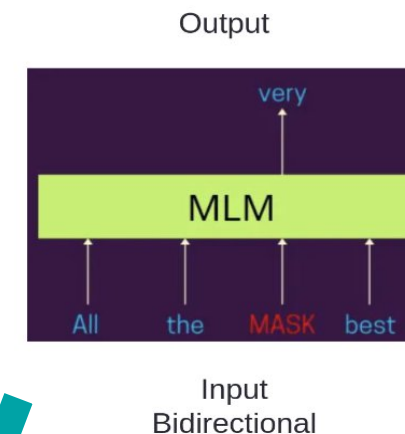 Output
very
MLM
All the MASK best
Input
Bidirectional